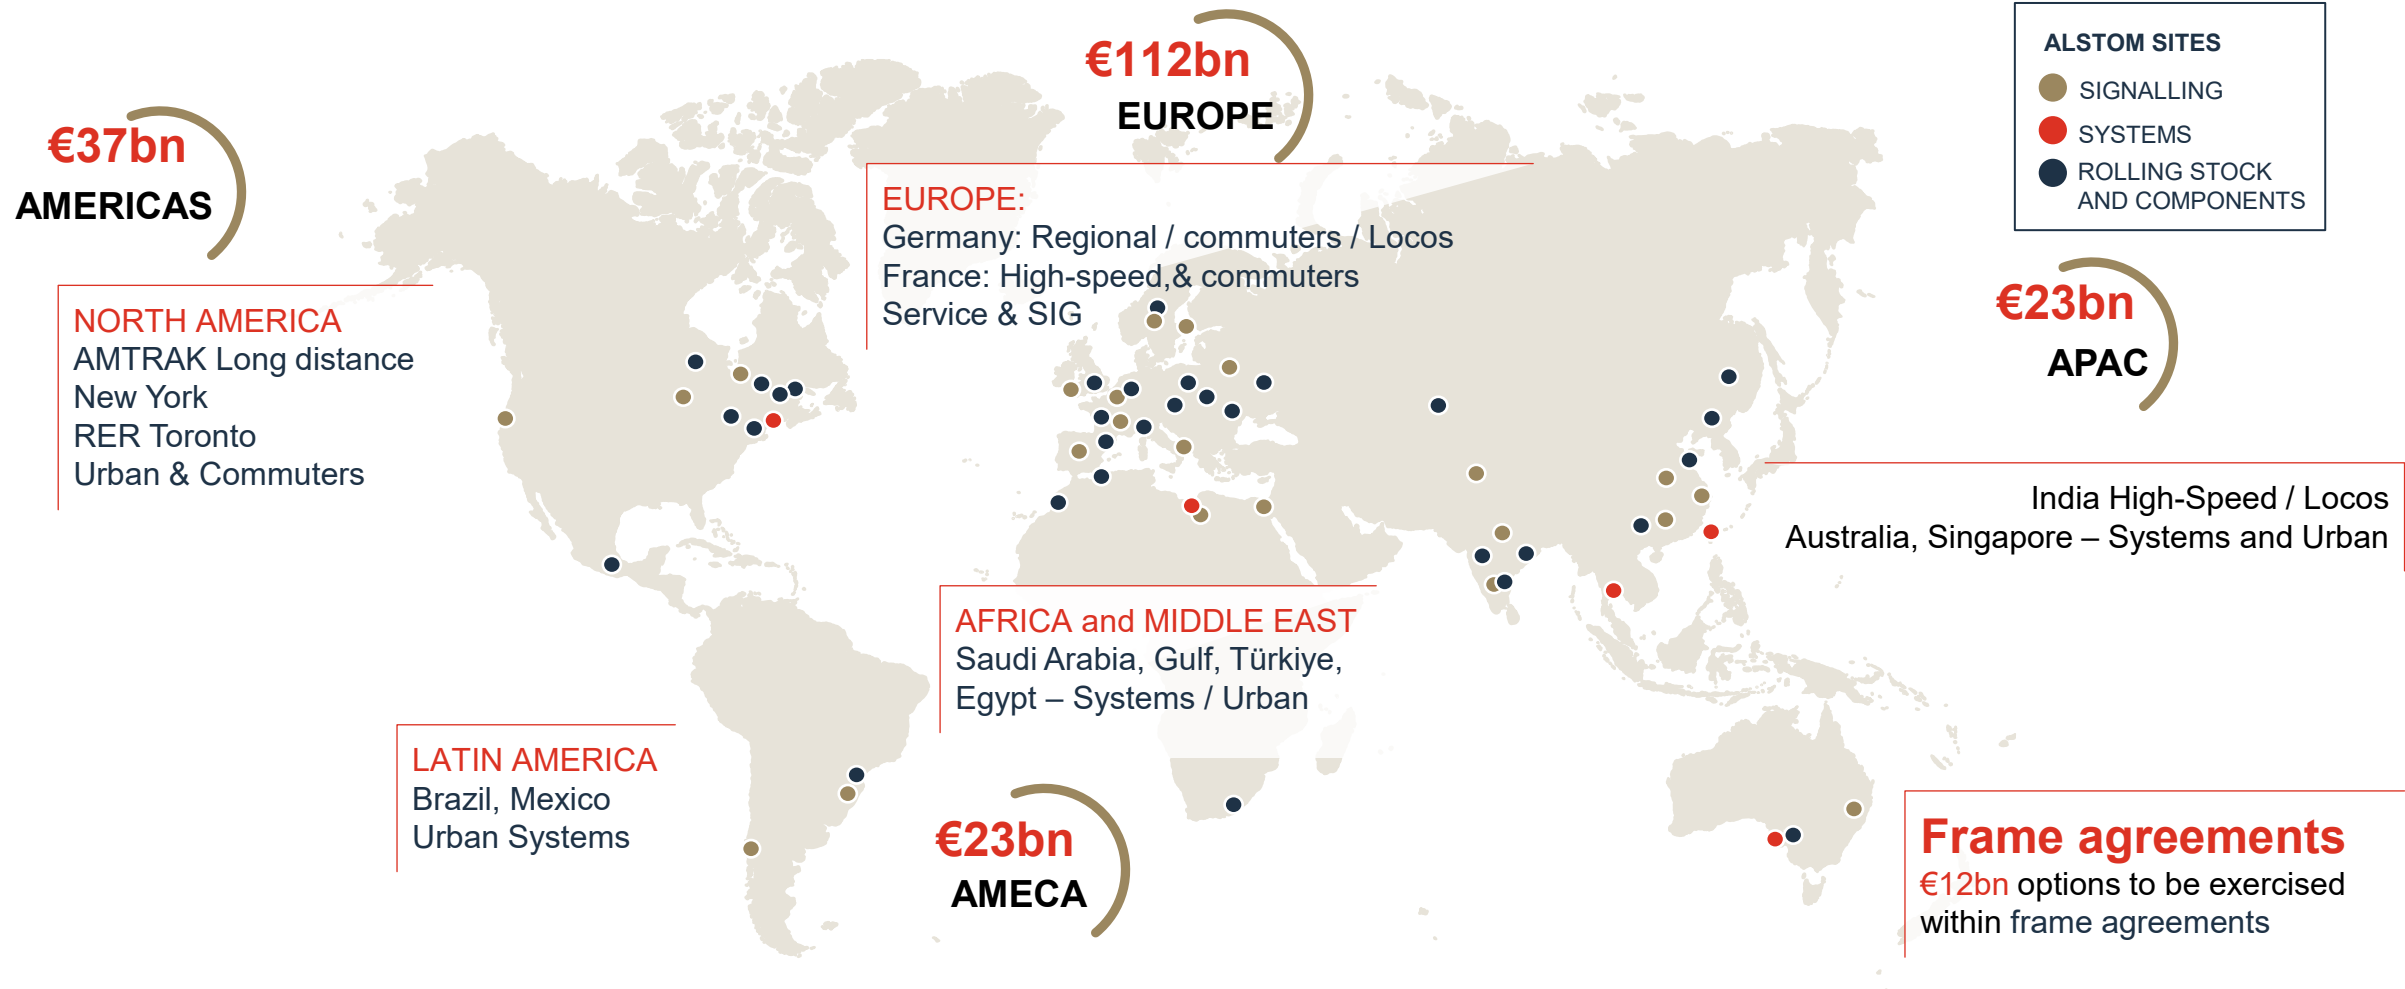 €112bn
EUROPE
ALSTOM SITES
SIGNALLING
SYSTEMS
ROLLING STOCK
AND COMPONENTS
€37bn
AMERICAS
EUROPE:
Germany: Regional / commuters / Locos
France: High-speed,& commuters
Service & SIG
€23bn
APAC
NORTH AMERICA
AMTRAK Long distance
New York
RER Toronto
Urban & Commuters
India High-Speed / Locos
Australia, Singapore – Systems and Urban
AFRICA and MIDDLE EAST
Saudi Arabia, Gulf, Türkiye,
Egypt – Systems / Urban
LATIN AMERICA
Brazil, Mexico
Urban Systems
€23bn
AMECA
Frame agreements
€12bn options to be exercised
within frame agreements